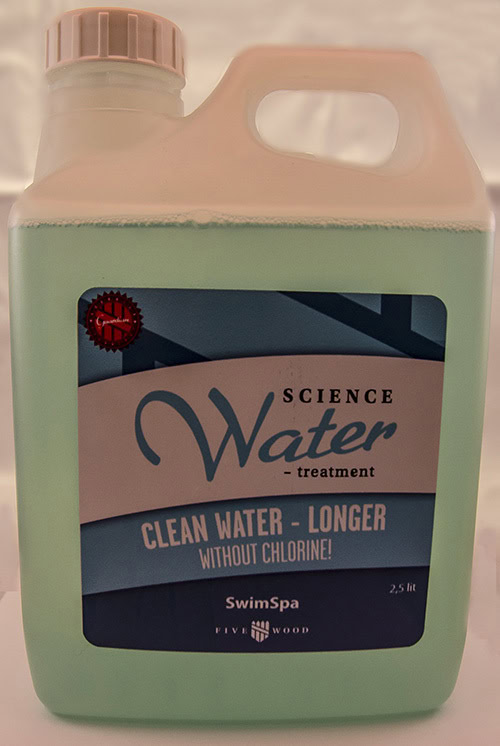 SCIENCE
Water
- treatment
CLEAN WATER - LONGER
WITHOUT CHLORINE!
2,5 lit
SwimSpa
FIVE WOOD